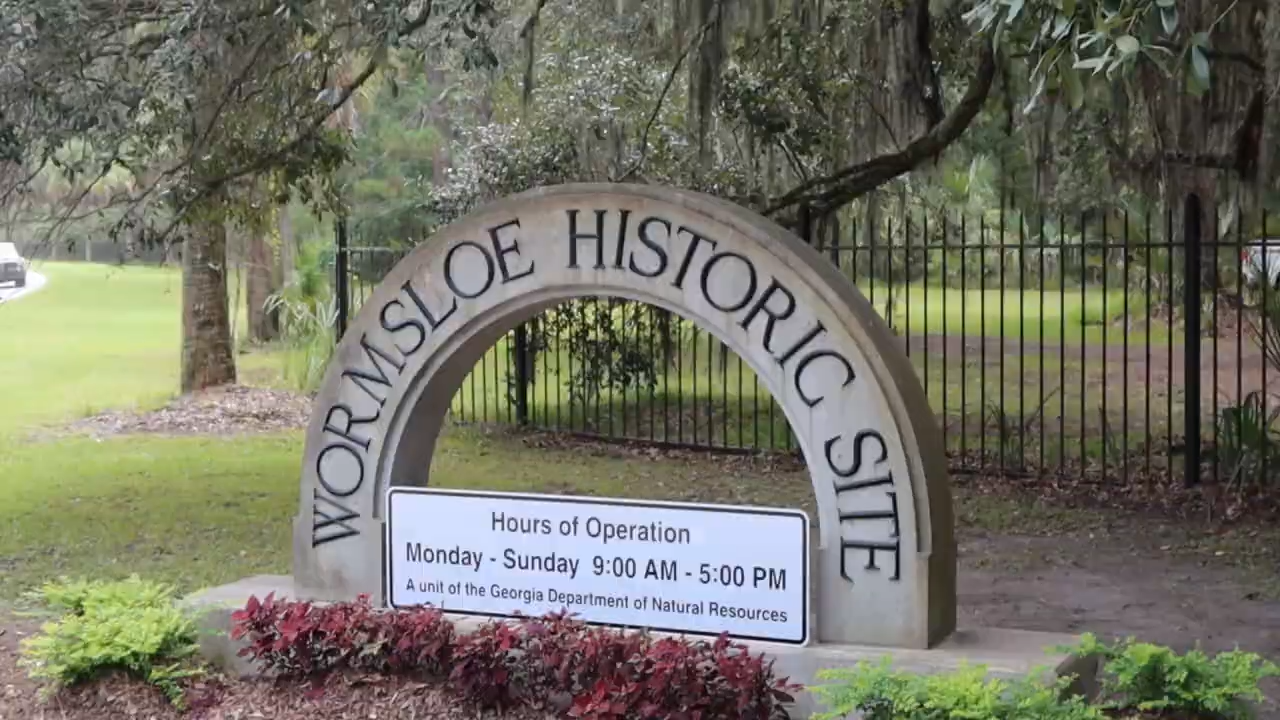 WORMSLOE HISTORIC SITE
Hours of Operation
Monday - Sunday 9:00 AM - 5:00 PM
A unit of the Georgia Department of Natural Resources